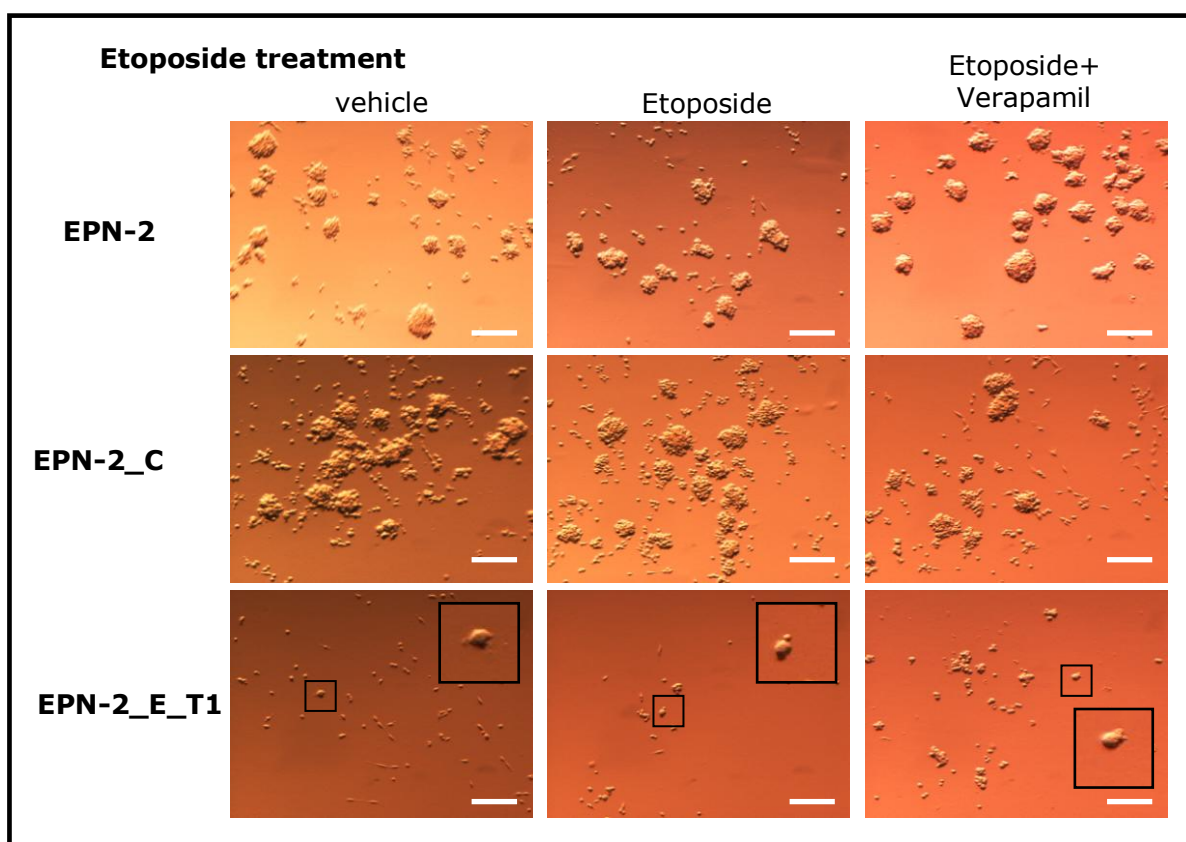 Etoposide treatment
vehicle
Etoposide
Etoposide+
Verapamil
EPN-2
EPN-2_C
EPN-2_E_T1